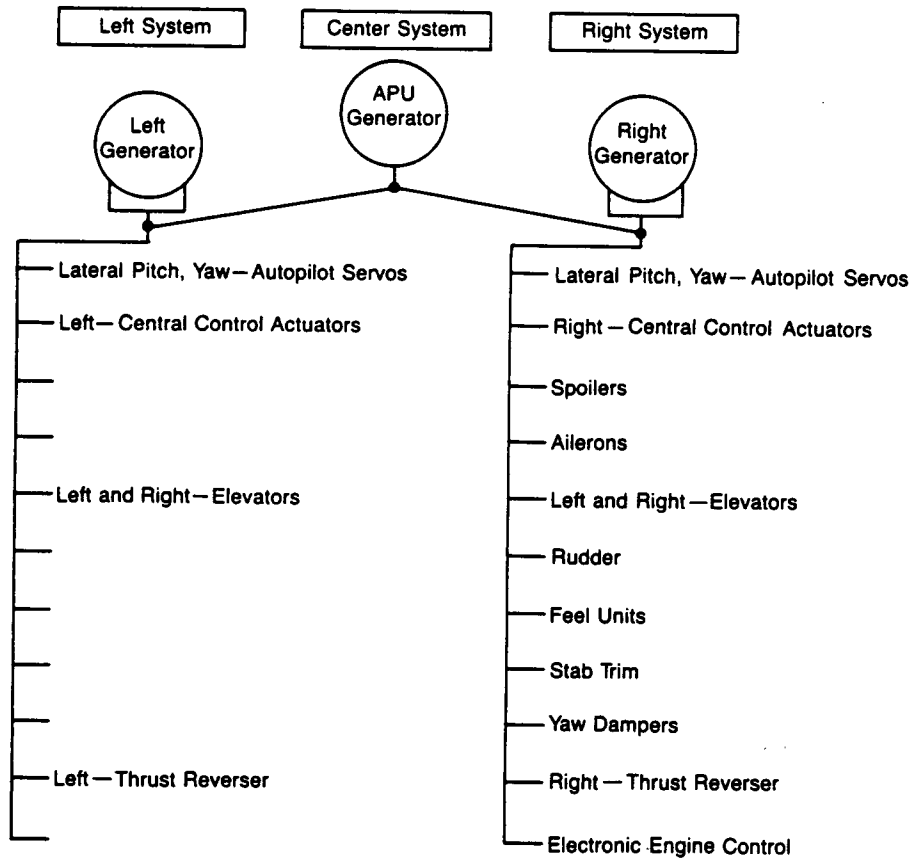 Left System
Center System
Right System
APU
Generator
Left
Generator
Right
Generator
Lateral Pitch, Yaw—Autopilot Servos
Left—Central Control Actuators
Left and Right—Elevators
Left—Thrust Reverser
Lateral Pitch, Yaw—Autopilot Servos
Right—Central Control Actuators
Spoilers
Ailerons
Left and Right—Elevators
Rudder
Feel Units
Stab Trim
Yaw Dampers
Right—Thrust Reverser
Electronic Engine Control